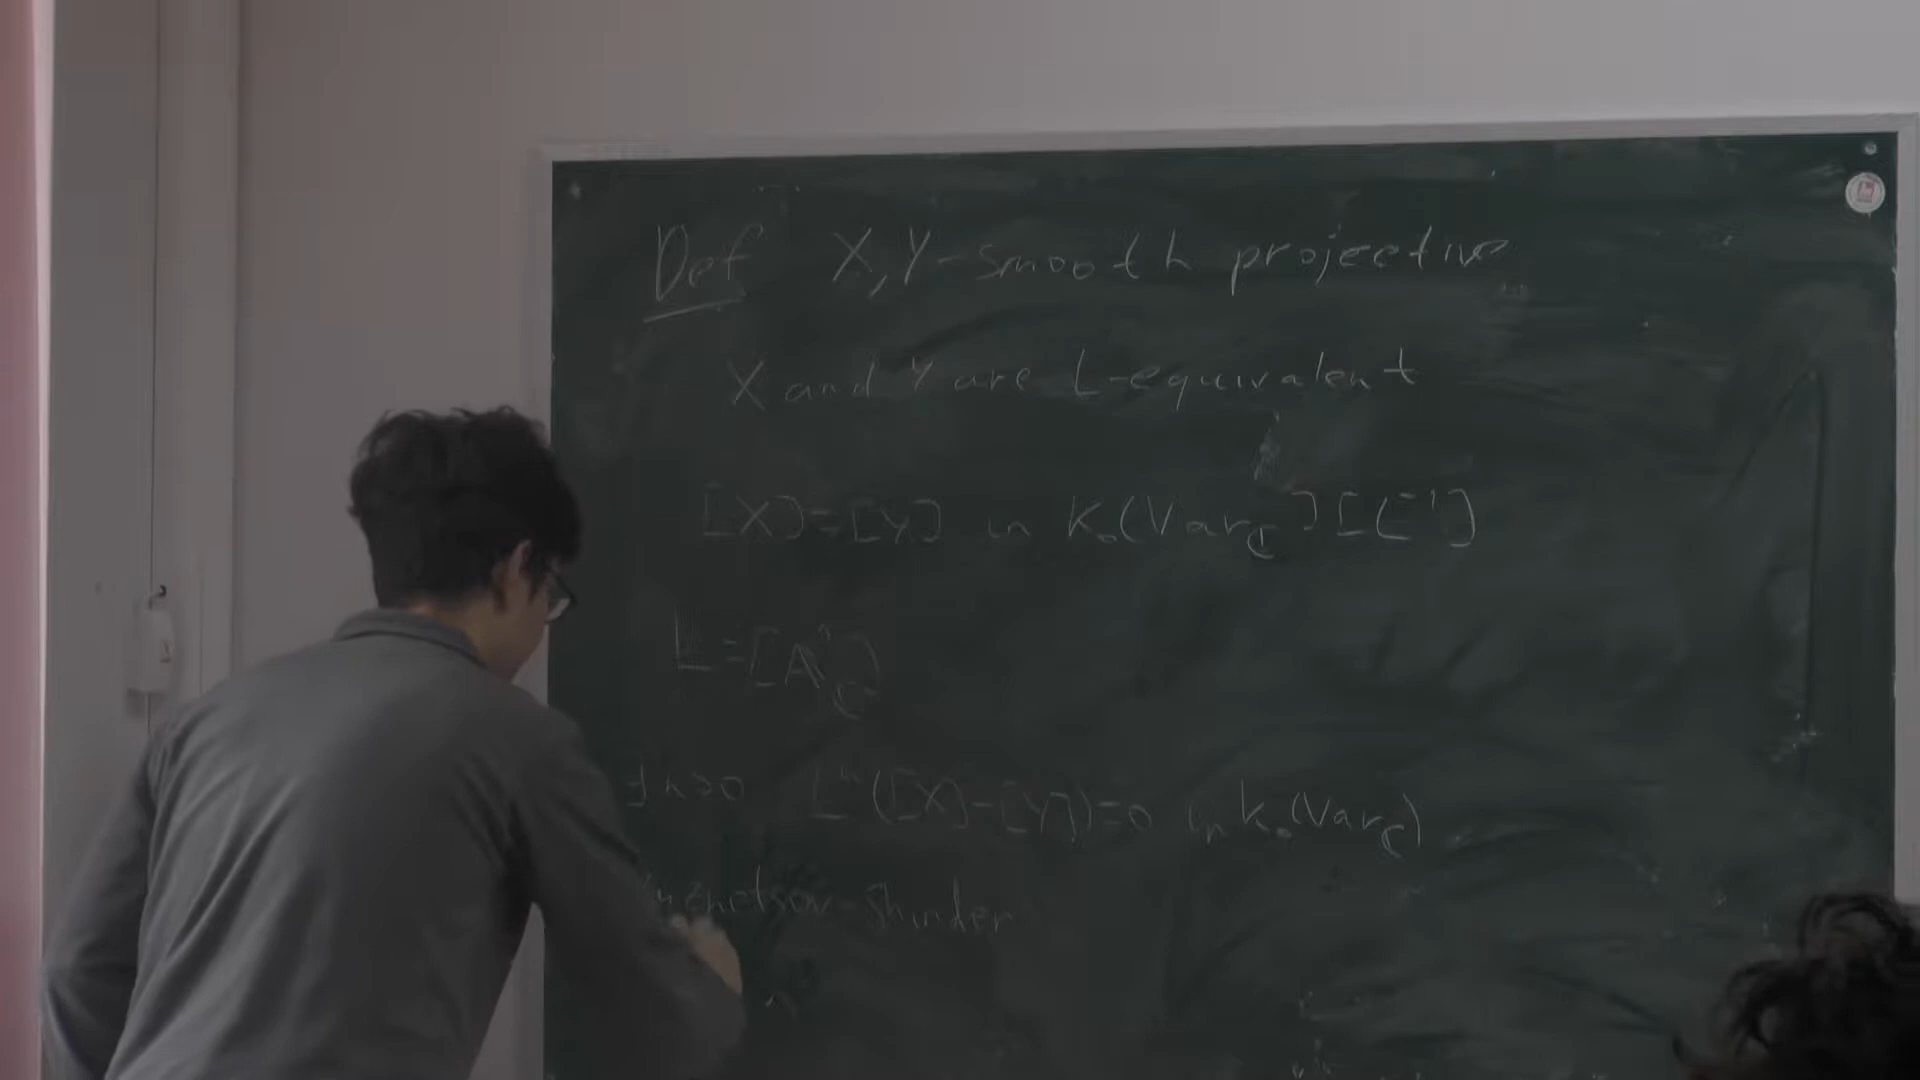 Def X, Y - smooth projective
X and Y are L-equivalent
[X] = [Y] in K₀(Var_ℂ)[L⁻¹]
L = [A¹_ℂ]
∃ n>0 Lⁿ([X]-[Y])=0 in K₀(Var_ℂ)
Kuznetsov - Shinder